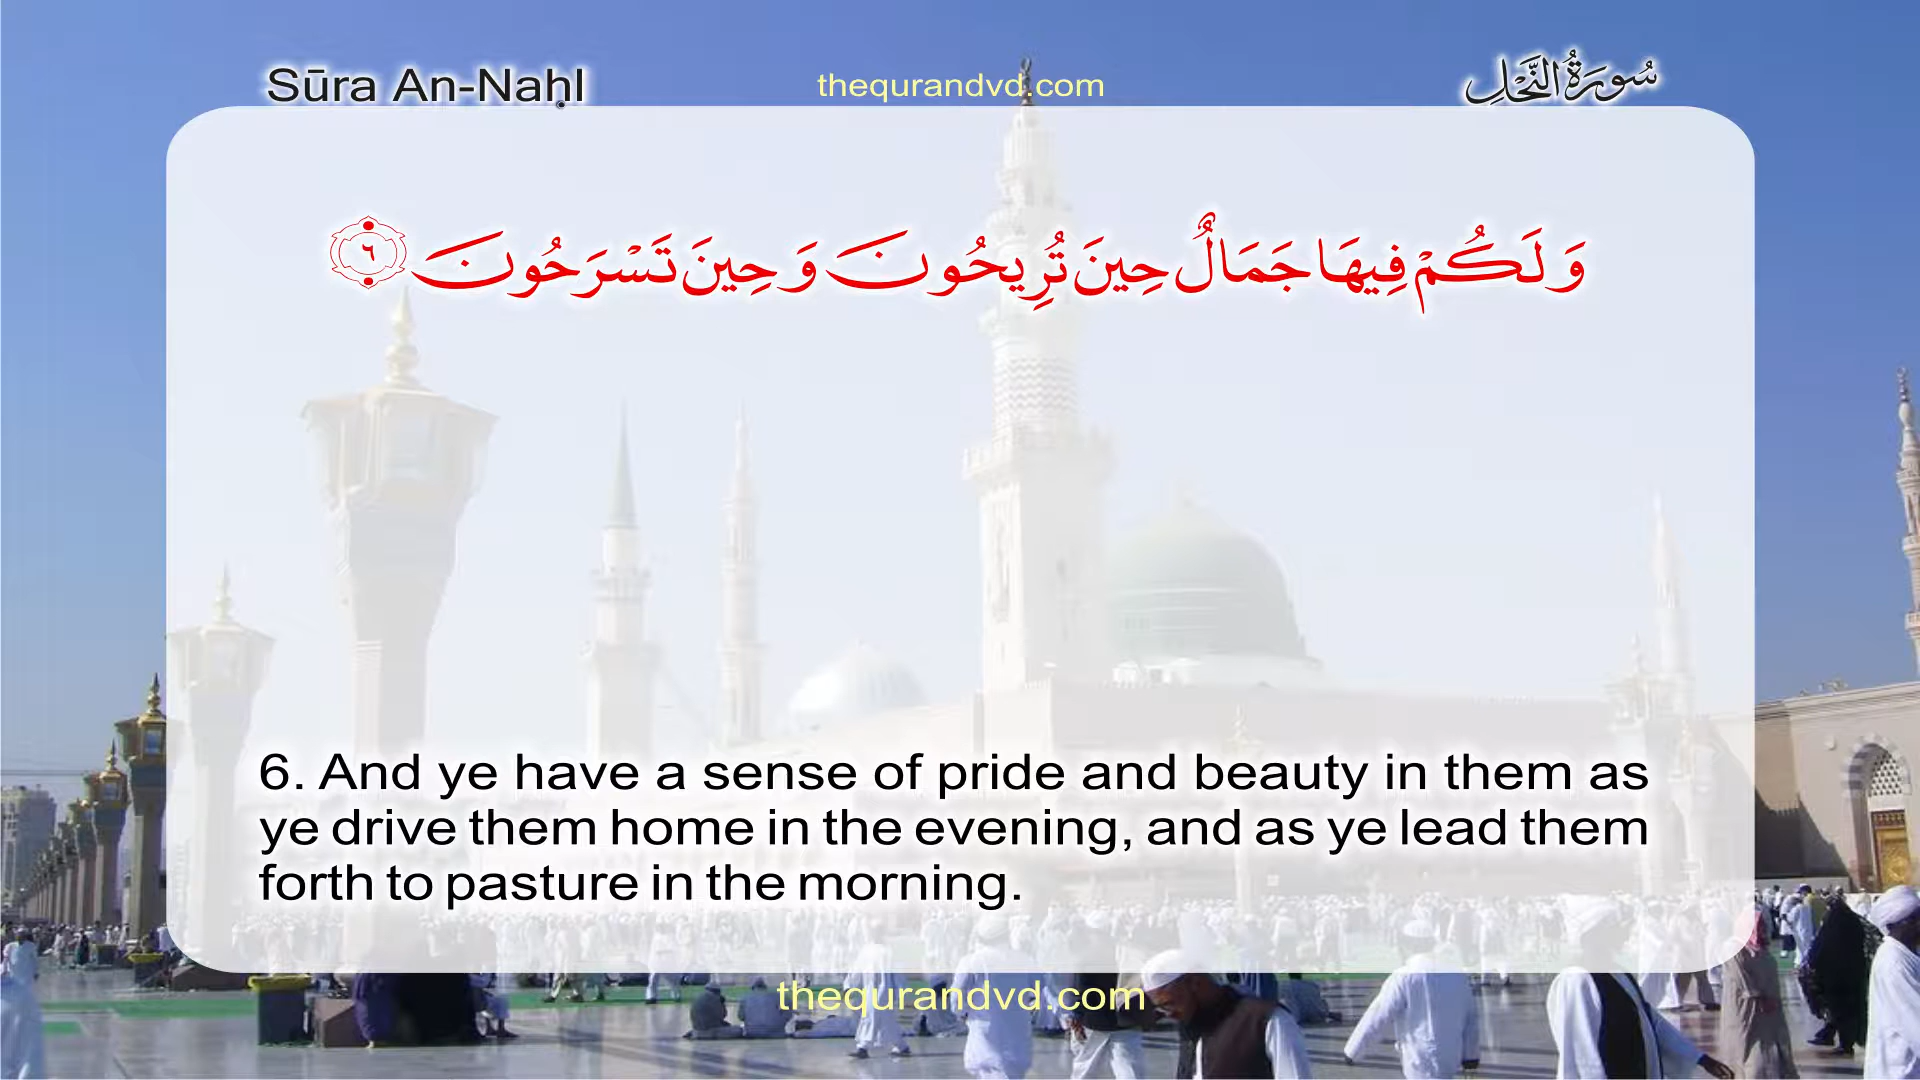 Sūra An-Naḥl
thequrandvd.com
سُورَةُ النَّحْلِ
وَلَكُمْ فِيهَا جَمَالٌ حِينَ تُرِيحُونَ وَحِينَ تَسْرَحُونَ ٦
6. And ye have a sense of pride and beauty in them as
ye drive them home in the evening, and as ye lead them
forth to pasture in the morning.
thequrandvd.com